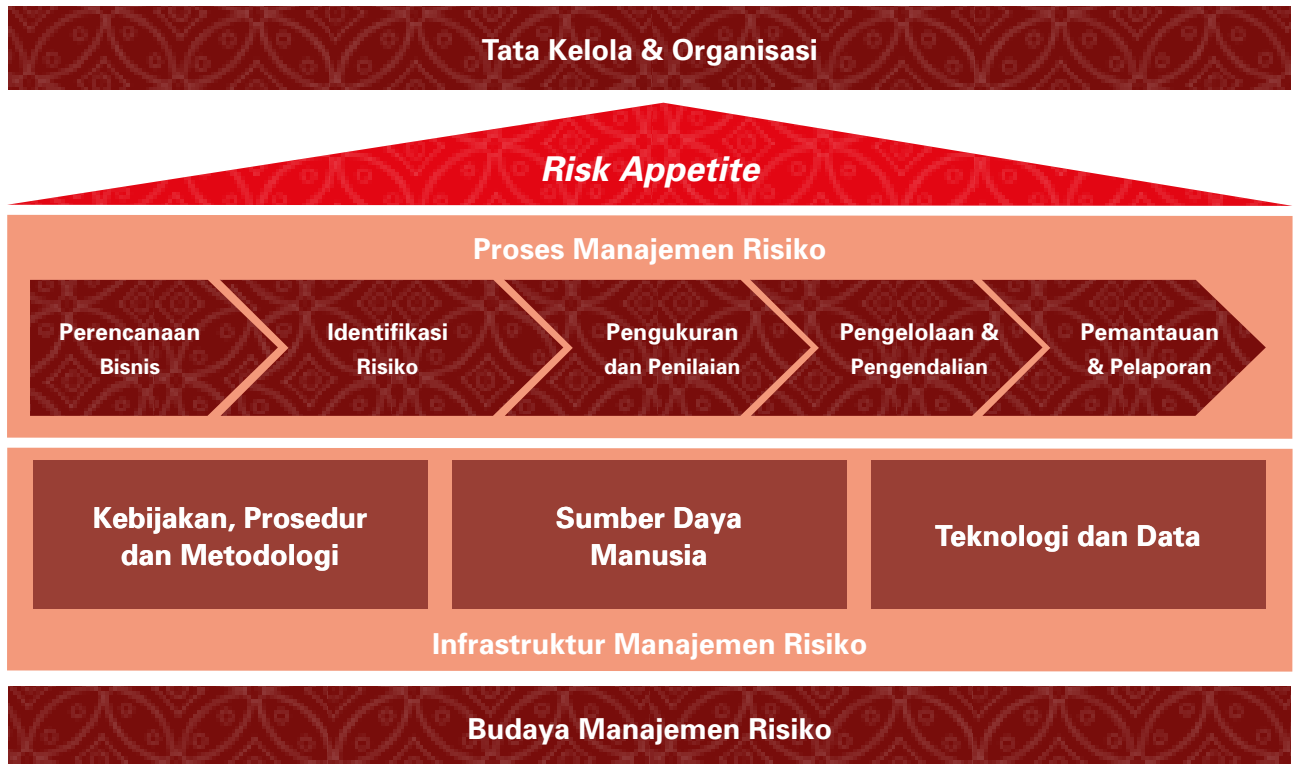 Tata Kelola & Organisasi
Risk Appetite
Proses Manajemen Risiko
Perencanaan
Bisnis
Identifikasi
Risiko
Pengukuran
dan Penilaian
Pengelolaan &
Pengendalian
Pemantauan
& Pelaporan
Kebijakan, Prosedur
dan Metodologi
Sumber Daya
Manusia
Teknologi dan Data
Infrastruktur Manajemen Risiko
Budaya Manajemen Risiko